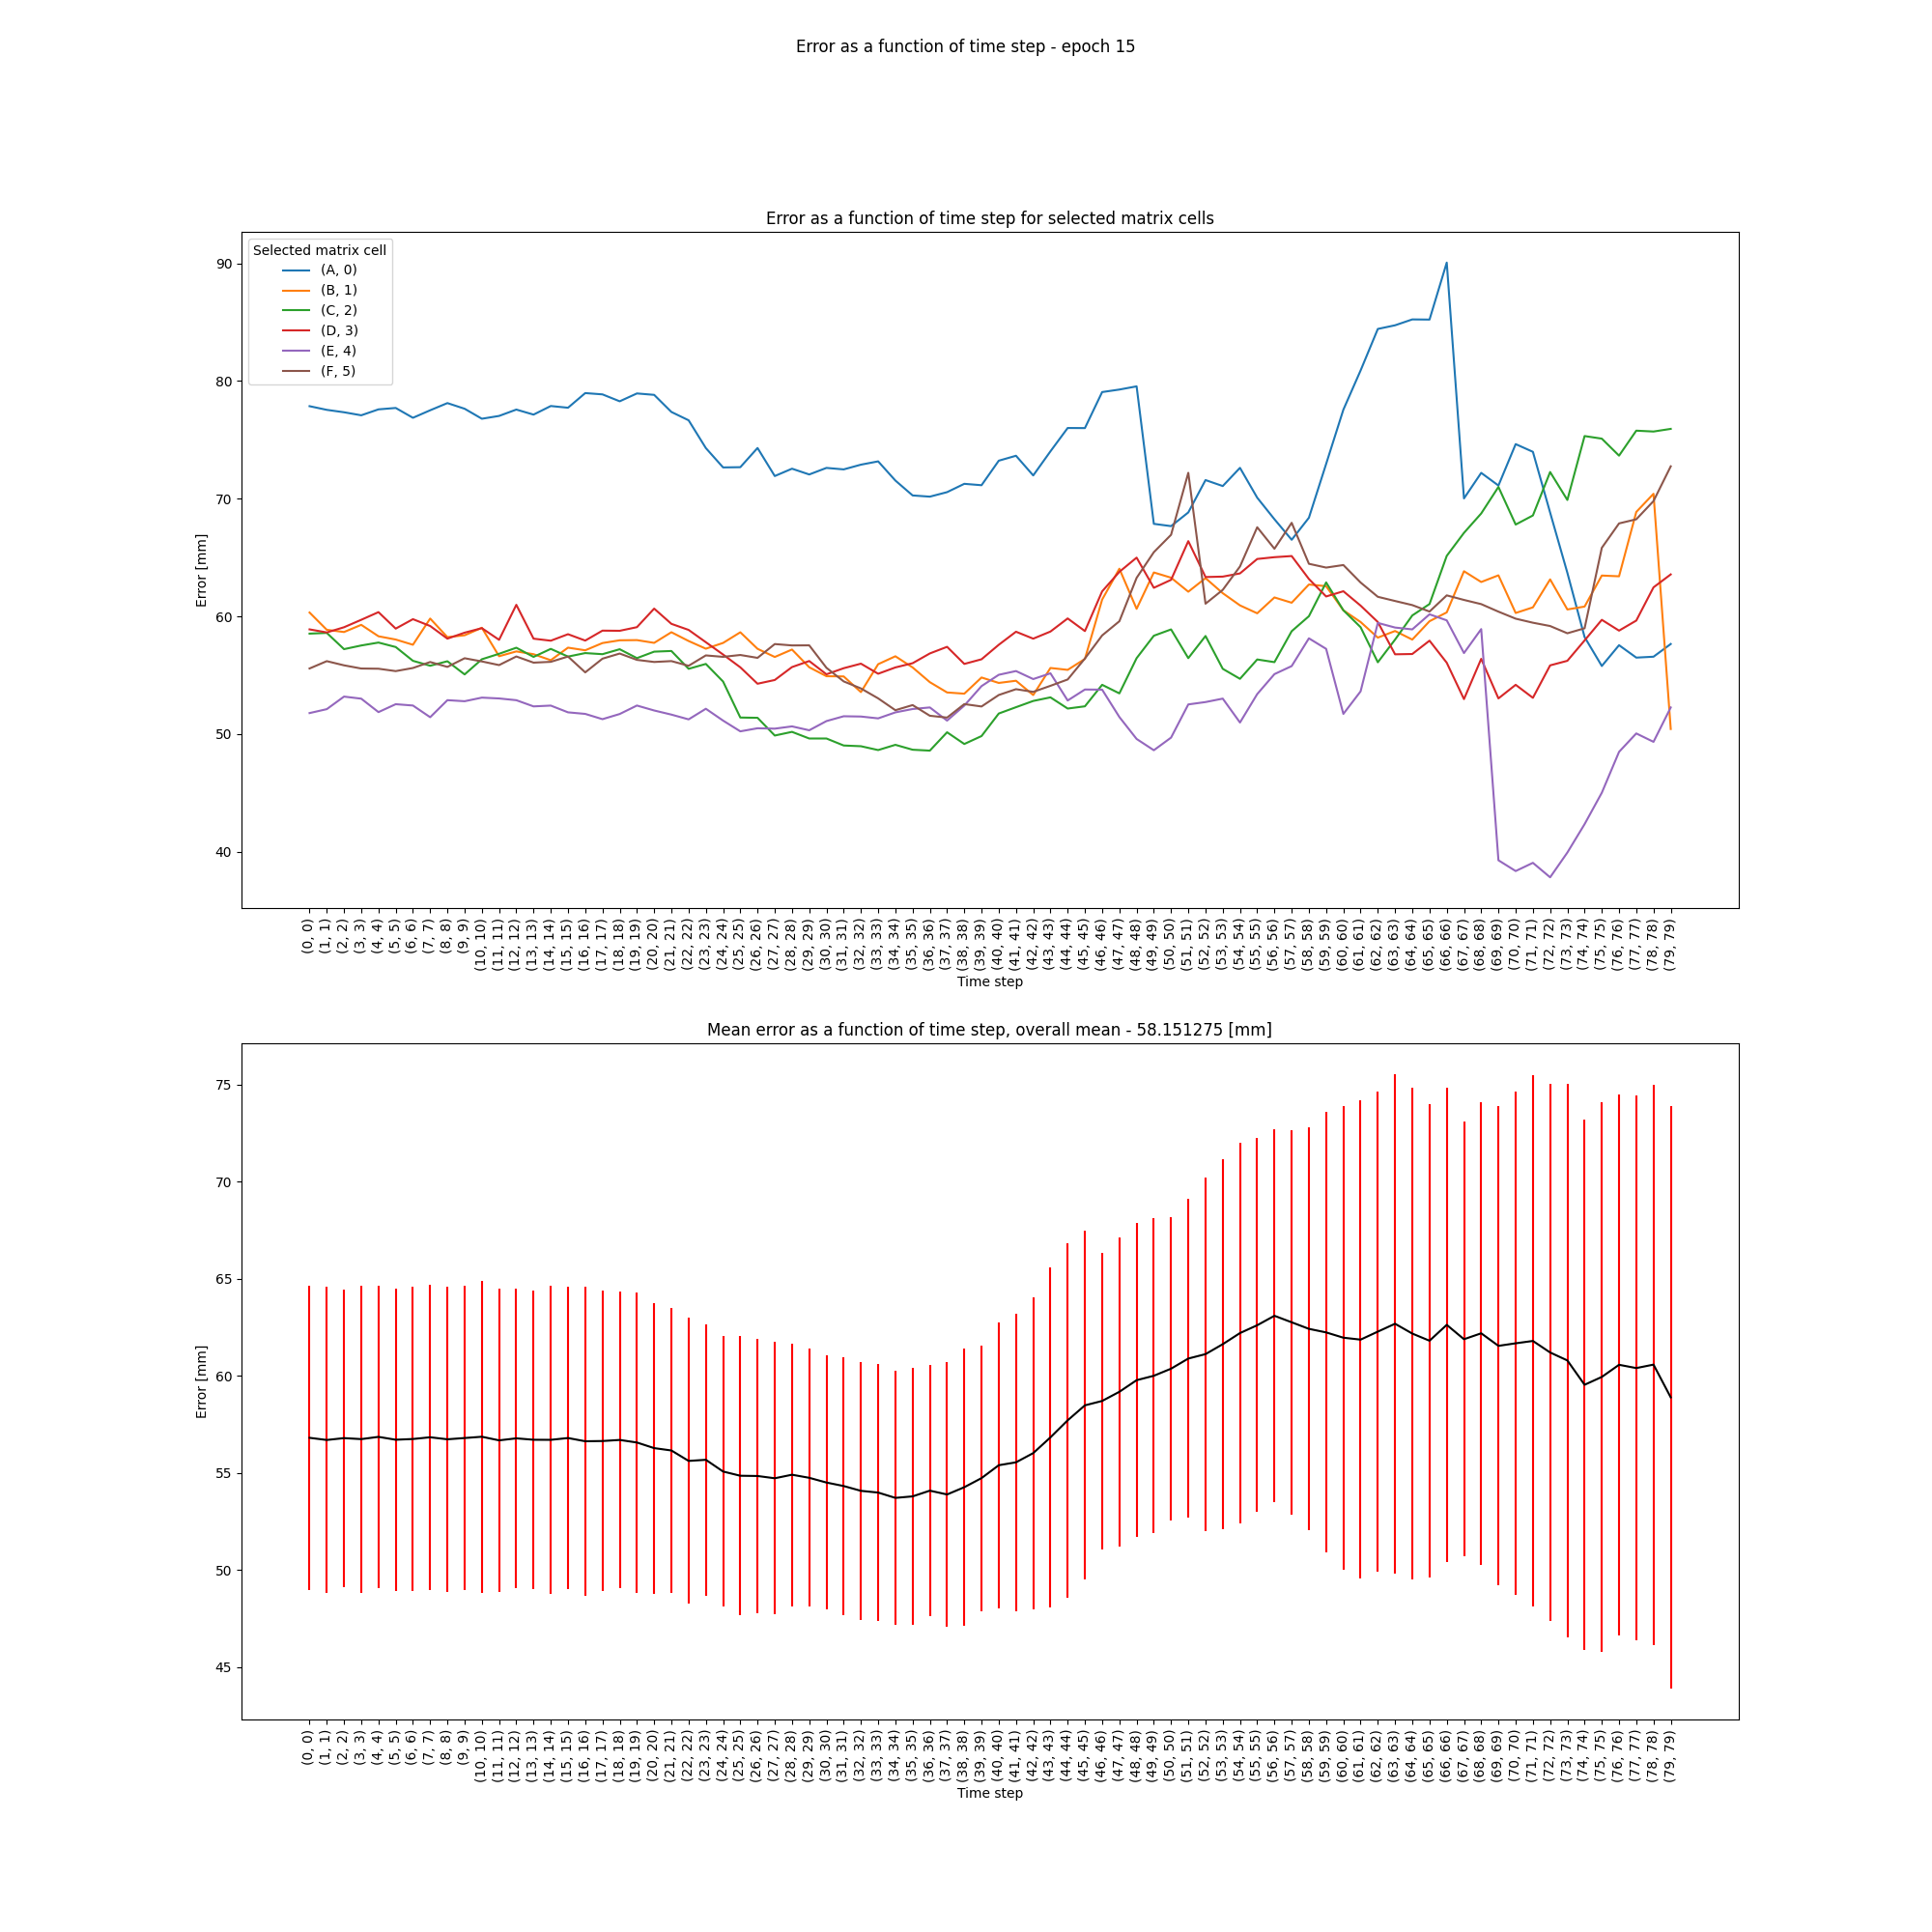 Error as a function of time step - epoch 15
Error as a function of time step for selected matrix cells
Selected matrix cell
(A, 0)
(B, 1)
(C, 2)
(D, 3)
(E, 4)
(F, 5)
Error [mm]
90
80
70
60
50
40
(0, 0) (1, 1) (2, 2) (3, 3) (4, 4) (5, 5) (6, 6) (7, 7) (8, 8) (9, 9) (10, 10) (11, 11) (12, 12) (13, 13) (14, 14) (15, 15) (16, 16) (17, 17) (18, 18) (19, 19) (20, 20) (21, 21) (22, 22) (23, 23) (24, 24) (25, 25) (26, 26) (27, 27) (28, 28) (29, 29) (30, 30) (31, 31) (32, 32) (33, 33) (34, 34) (35, 35) (36, 36) (37, 37) (38, 38) (39, 39) (40, 40) (41, 41) (42, 42) (43, 43) (44, 44) (45, 45) (46, 46) (47, 47) (48, 48) (49, 49) (50, 50) (51, 51) (52, 52) (53, 53) (54, 54) (55, 55) (56, 56) (57, 57) (58, 58) (59, 59) (60, 60) (61, 61) (62, 62) (63, 63) (64, 64) (65, 65) (66, 66) (67, 67) (68, 68) (69, 69) (70, 70) (71, 71) (72, 72) (73, 73) (74, 74) (75, 75) (76, 76) (77, 77) (78, 78) (79, 79)
Time step
Mean error as a function of time step, overall mean - 58.151275 [mm]
Error [mm]
75
70
65
60
55
50
45
(0, 0) (1, 1) (2, 2) (3, 3) (4, 4) (5, 5) (6, 6) (7, 7) (8, 8) (9, 9) (10, 10) (11, 11) (12, 12) (13, 13) (14, 14) (15, 15) (16, 16) (17, 17) (18, 18) (19, 19) (20, 20) (21, 21) (22, 22) (23, 23) (24, 24) (25, 25) (26, 26) (27, 27) (28, 28) (29, 29) (30, 30) (31, 31) (32, 32) (33, 33) (34, 34) (35, 35) (36, 36) (37, 37) (38, 38) (39, 39) (40, 40) (41, 41) (42, 42) (43, 43) (44, 44) (45, 45) (46, 46) (47, 47) (48, 48) (49, 49) (50, 50) (51, 51) (52, 52) (53, 53) (54, 54) (55, 55) (56, 56) (57, 57) (58, 58) (59, 59) (60, 60) (61, 61) (62, 62) (63, 63) (64, 64) (65, 65) (66, 66) (67, 67) (68, 68) (69, 69) (70, 70) (71, 71) (72, 72) (73, 73) (74, 74) (75, 75) (76, 76) (77, 77) (78, 78) (79, 79)
Time step